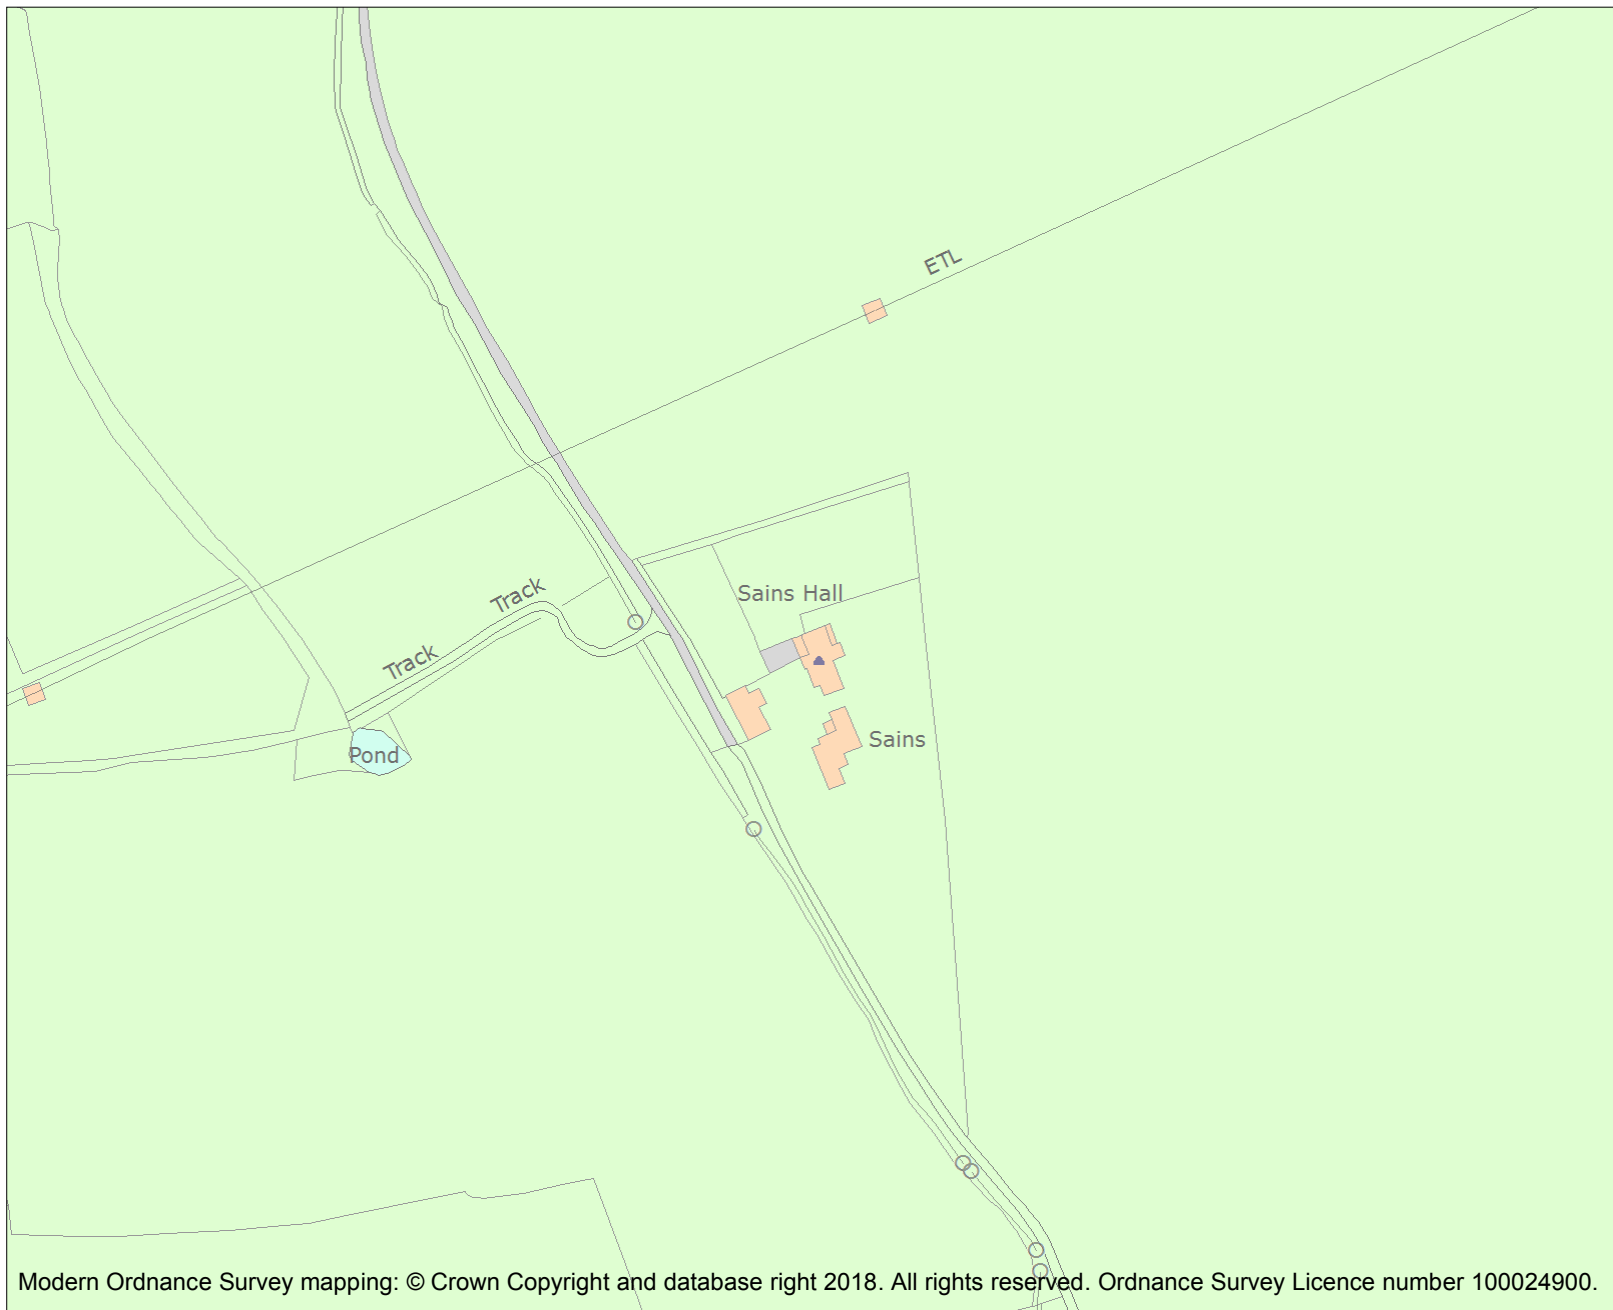 ETL
Track
Sains Hall
Track
Sains
Pond
Modern Ordnance Survey mapping: © Crown Copyright and database right 2018. All rights reserved. Ordnance Survey Licence number 100024900.